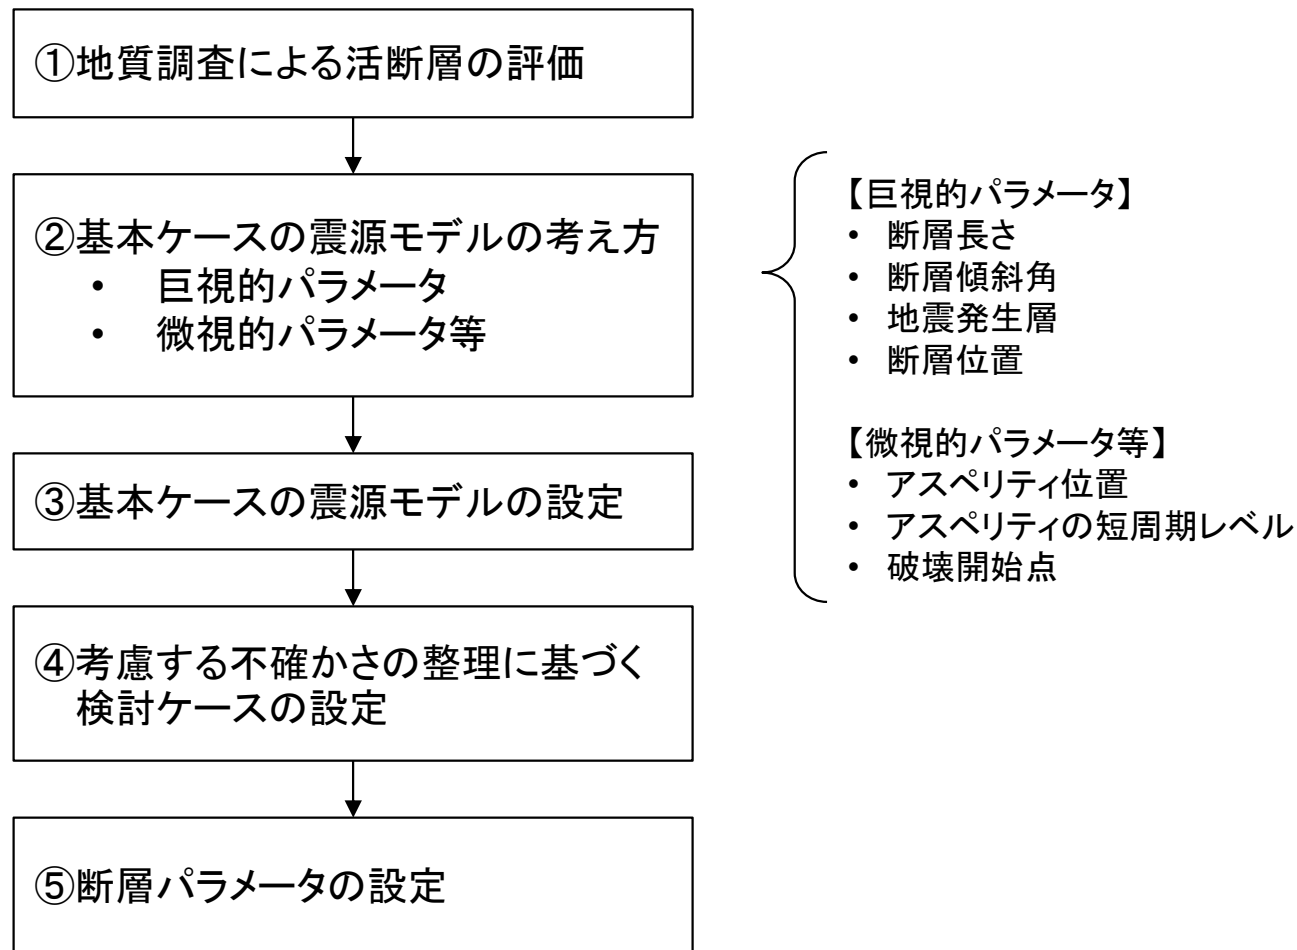 ①地質調査による活断層の評価
②基本ケースの震源モデルの考え方
• 巨視的パラメータ
• 微視的パラメータ等
③基本ケースの震源モデルの設定
④考慮する不確かさの整理に基づく
検討ケースの設定
⑤断層パラメータの設定
【巨視的パラメータ】
• 断層長さ
• 断層傾斜角
• 地震発生層
• 断層位置
【微視的パラメータ等】
• アスペリティ位置
• アスペリティの短周期レベル
• 破壊開始点